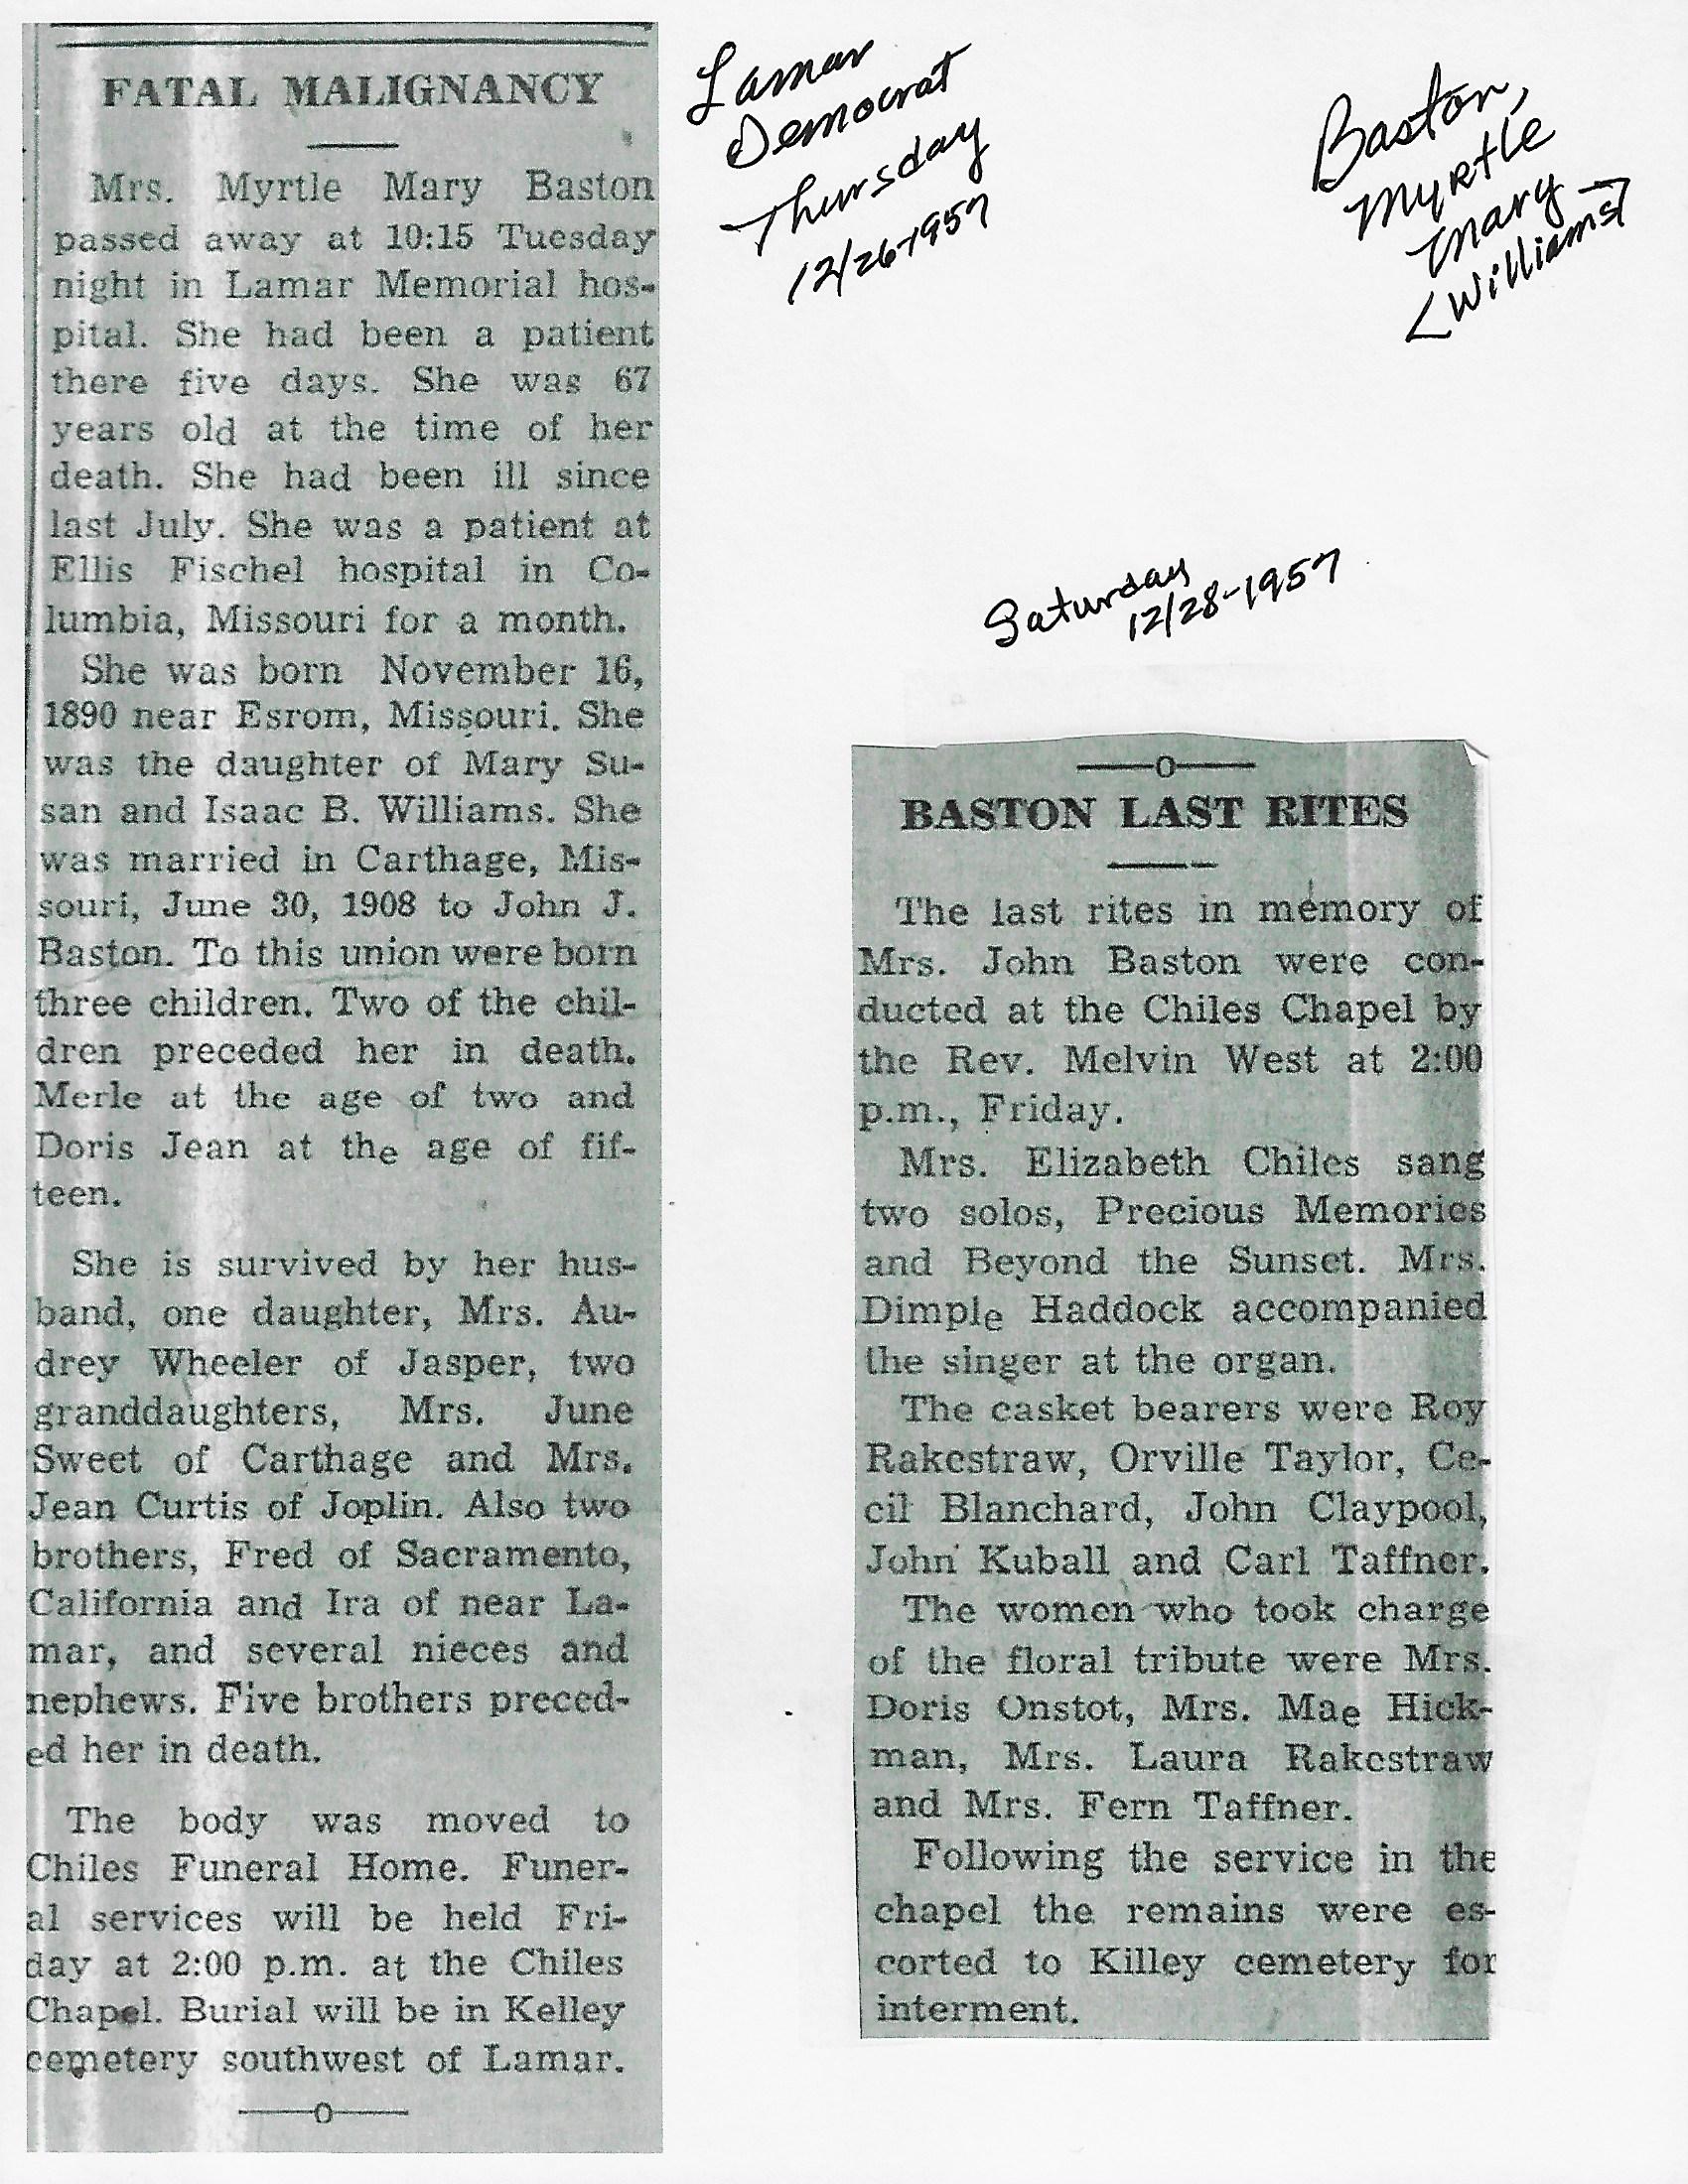 FATAL MALIGNANCY
Mrs. Myrtle Mary Baston
passed away at 10:15 Tuesday
night in Lamar Memorial hos-
pital. She had been a patient
there five days. She was 67
years old at the time of her
death. She had been ill since
last July. She was a patient at
Ellis Fischel hospital in Co-
lumbia, Missouri for a month.
She was born November 16,
1890 near Esrom, Missouri. She
was the daughter of Mary Su-
san and Isaac B. Williams. She
was married in Carthage, Mis-
souri, June 30, 1908 to John J.
Baston. To this union were born
three children. Two of the chil-
dren preceded her in death.
Merle at the age of two and
Doris Jean at the age of fif-
teen.
She is survived by her hus-
band, one daughter, Mrs. Au-
drey Wheeler of Jasper, two
granddaughters, Mrs. June
Sweet of Carthage and Mrs.
Jean Curtis of Joplin. Also two
brothers, Fred of Sacramento,
California and Ira of near La-
mar, and several nieces and
nephews. Five brothers preced-
ed her in death.
The body was moved to
Chiles Funeral Home. Funer-
al services will be held Fri-
day at 2:00 p.m. at the Chiles
Chapel. Burial will be in Kelley
cemetery southwest of Lamar.
Lamar
Democrat
Thursday
12/26-1957
Baston,
Myrtle
Mary
<Williams>
Saturday
12/28-1957
BASTON LAST RITES
The last rites in memory of
Mrs. John Baston were con-
ducted at the Chiles Chapel by
the Rev. Melvin West at 2:00
p.m., Friday.
Mrs. Elizabeth Chiles sang
two solos, Precious Memories
and Beyond the Sunset. Mrs.
Dimple Haddock accompanied
the singer at the organ.
The casket bearers were Roy
Rakestraw, Orville Taylor, Ce-
cil Blanchard, John Claypool,
John Kuball and Carl Taffner.
The women who took charge
of the floral tribute were Mrs.
Doris Onstot, Mrs. Mae Hick-
man, Mrs. Laura Rakestraw
and Mrs. Fern Taffner.
Following the service in the
chapel the remains were es-
corted to Killey cemetery for
interment.